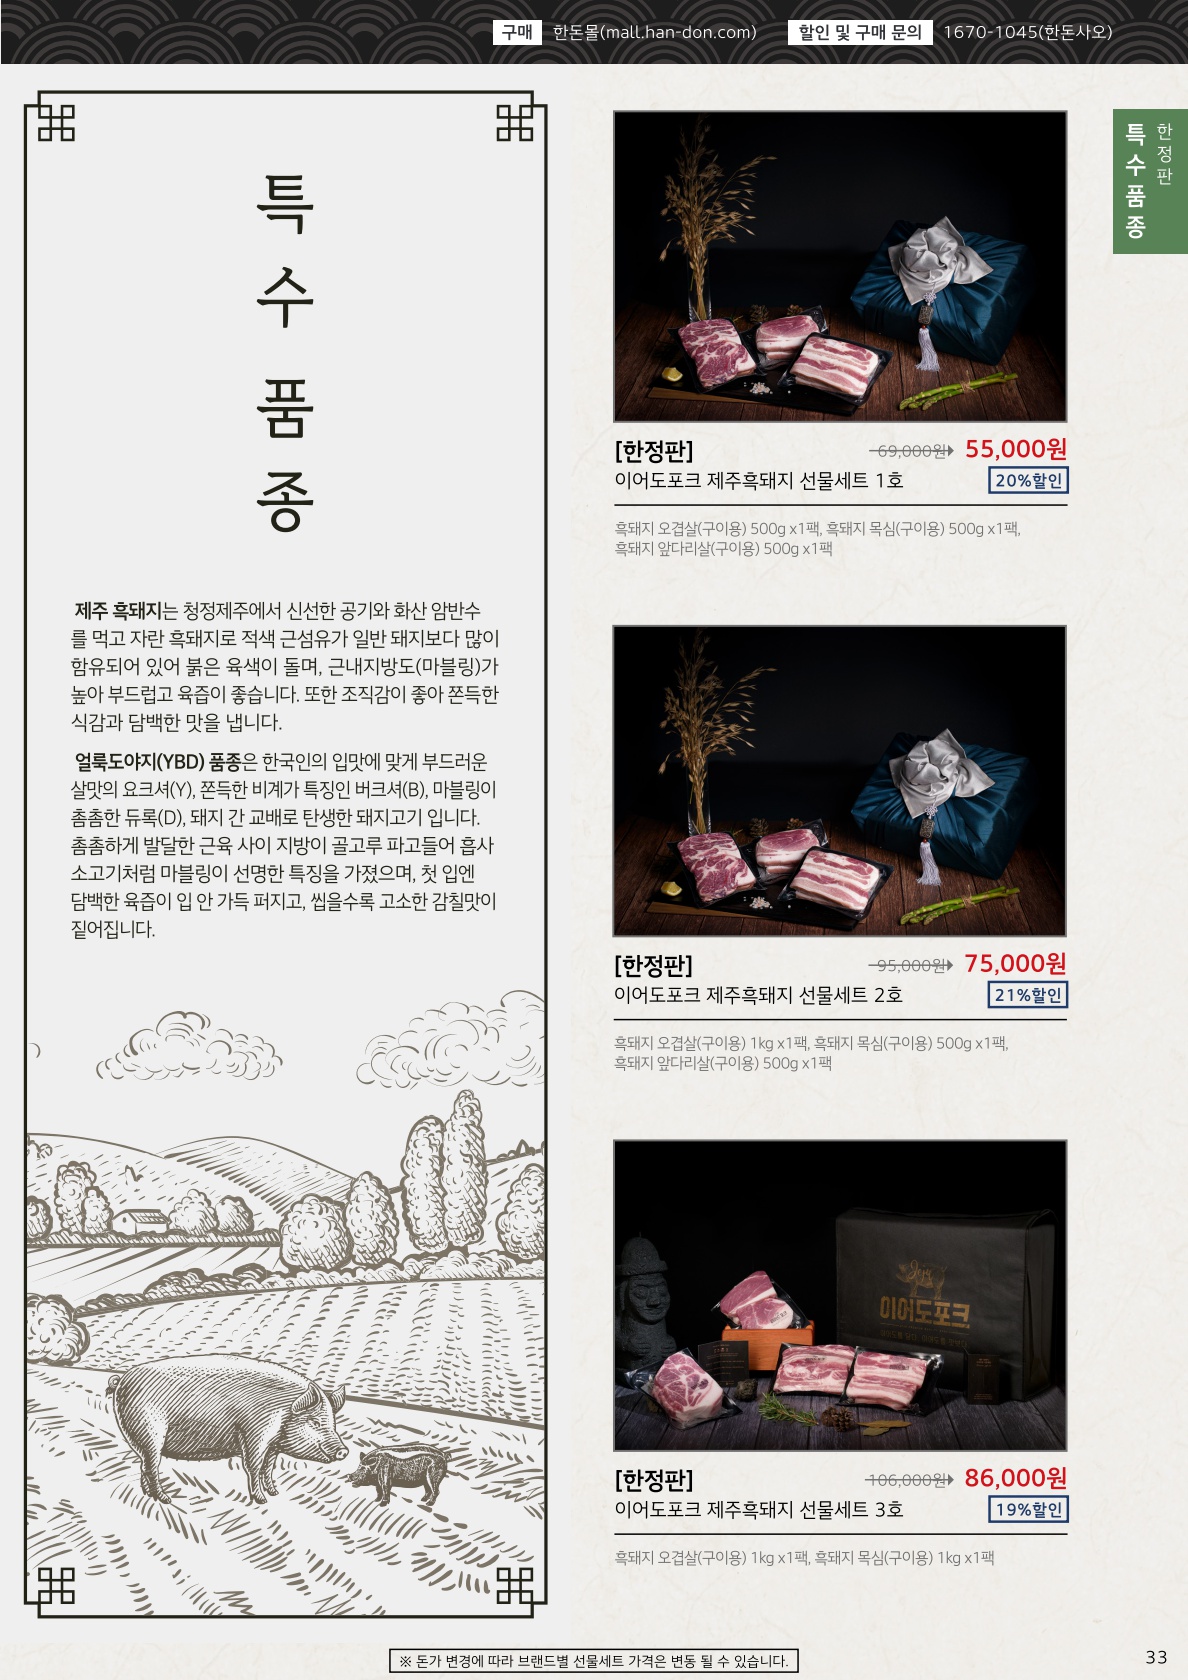 구매 한돈몰(mall.han-don.com) 할인 및 구매 문의 1670-1045(한돈사오)
한정판
특수품종
특
수
품
종
제주 흑돼지는 청정제주에서 신선한 공기와 화산 암반수
를 먹고 자란 흑돼지로 적색 근섬유가 일반 돼지보다 많이
함유되어 있어 붉은 육색이 돌며, 근내지방도(마블링)가
높아 부드럽고 육즙이 좋습니다. 또한 조직감이 좋아 쫀득한
식감과 담백한 맛을 냅니다.
얼룩도야지(YBD) 품종은 한국인의 입맛에 맞게 부드러운
살맛의 요크셔(Y), 쫀득한 비계가 특징인 버크셔(B), 마블링이
촘촘한 듀록(D), 돼지 간 교배로 탄생한 돼지고기 입니다.
촘촘하게 발달한 근육 사이 지방이 골고루 파고들어 흡사
소고기처럼 마블링이 선명한 특징을 가졌으며, 첫 입엔
담백한 육즙이 입 안 가득 퍼지고, 씹을수록 고소한 감칠맛이
짙어집니다.
[한정판] 69,000원 55,000원
이어도포크 제주흑돼지 선물세트 1호 20%할인
흑돼지 오겹살(구이용) 500g x1팩, 흑돼지 목심(구이용) 500g x1팩,
흑돼지 앞다리살(구이용) 500g x1팩
[한정판] 95,000원 75,000원
이어도포크 제주흑돼지 선물세트 2호 21%할인
흑돼지 오겹살(구이용) 1kg x1팩, 흑돼지 목심(구이용) 500g x1팩,
흑돼지 앞다리살(구이용) 500g x1팩
이어도포크
[한정판] 106,000원 86,000원
이어도포크 제주흑돼지 선물세트 3호 19%할인
흑돼지 오겹살(구이용) 1kg x1팩, 흑돼지 목심(구이용) 1kg x1팩
※ 돈가 변경에 따라 브랜드별 선물세트 가격은 변동 될 수 있습니다.
33